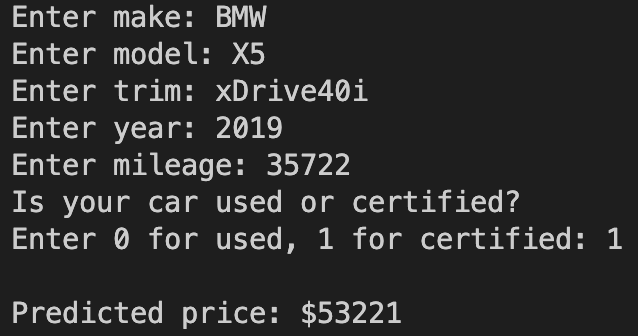 Enter make: BMW
Enter model: X5
Enter trim: xDrive40i
Enter year: 2019
Enter mileage: 35722
Is your car used or certified?
Enter 0 for used, 1 for certified: 1
Predicted price: $53221